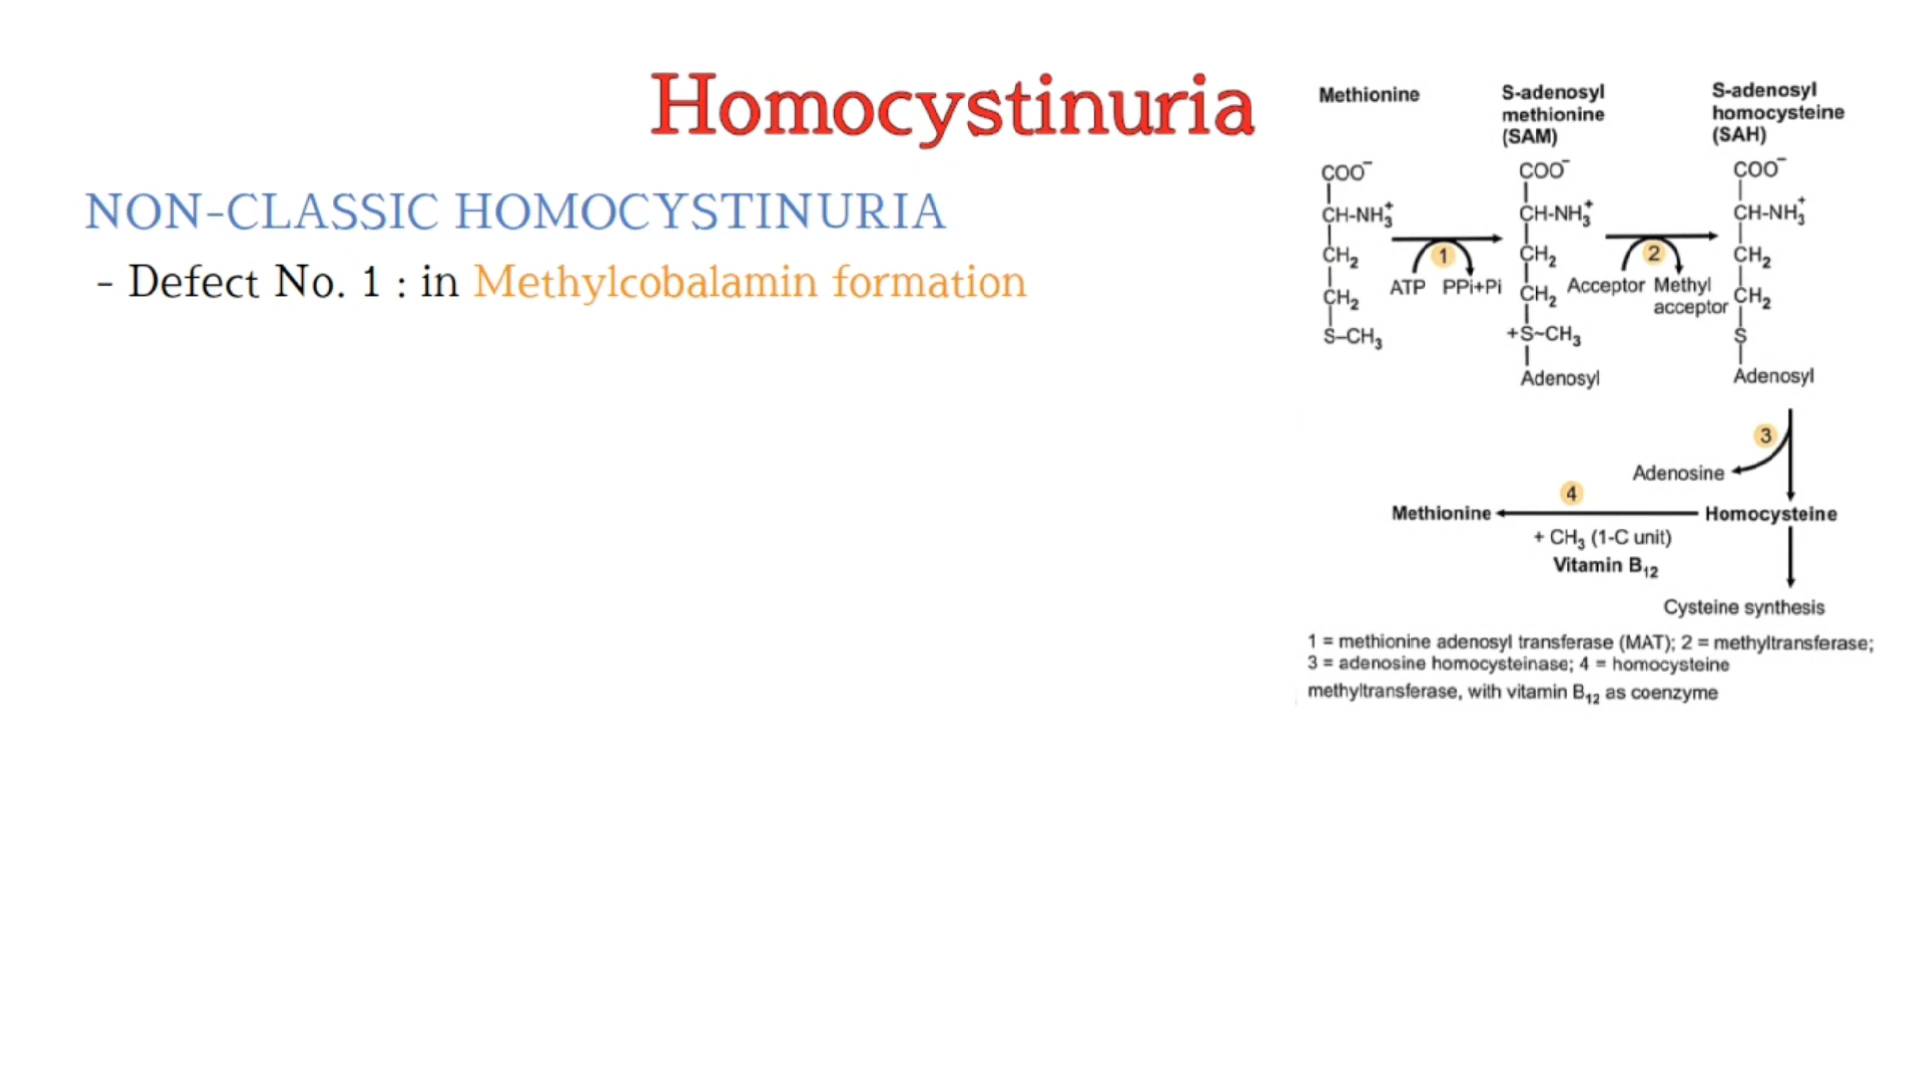 Homocystinuria
NON-CLASSIC HOMOCYSTINURIA
- Defect No. 1 : in Methylcobalamin formation
Methionine
S-adenosyl
methionine
(SAM)
S-adenosyl
homocysteine
(SAH)
COO⁻
CH-NH₃⁺
CH₂
CH₂
S–CH₃
1
ATP PPi+Pi
COO⁻
CH-NH₃⁺
CH₂
CH₂
+S~CH₃
Adenosyl
2
Acceptor Methyl
acceptor
COO⁻
CH-NH₃⁺
CH₂
CH₂
S
Adenosyl
3
Adenosine
4
Methionine
Homocysteine
+ CH₃ (1-C unit)
Vitamin B₁₂
Cysteine synthesis
1 = methionine adenosyl transferase (MAT); 2 = methyltransferase;
3 = adenosine homocysteinase; 4 = homocysteine
methyltransferase, with vitamin B₁₂ as coenzyme